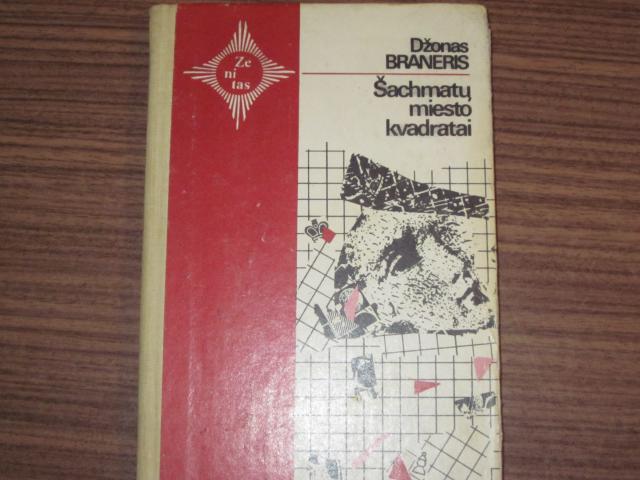 Ze
ni
tas
Džonas
BRANERIS
Šachmatų
miesto
kvadratai